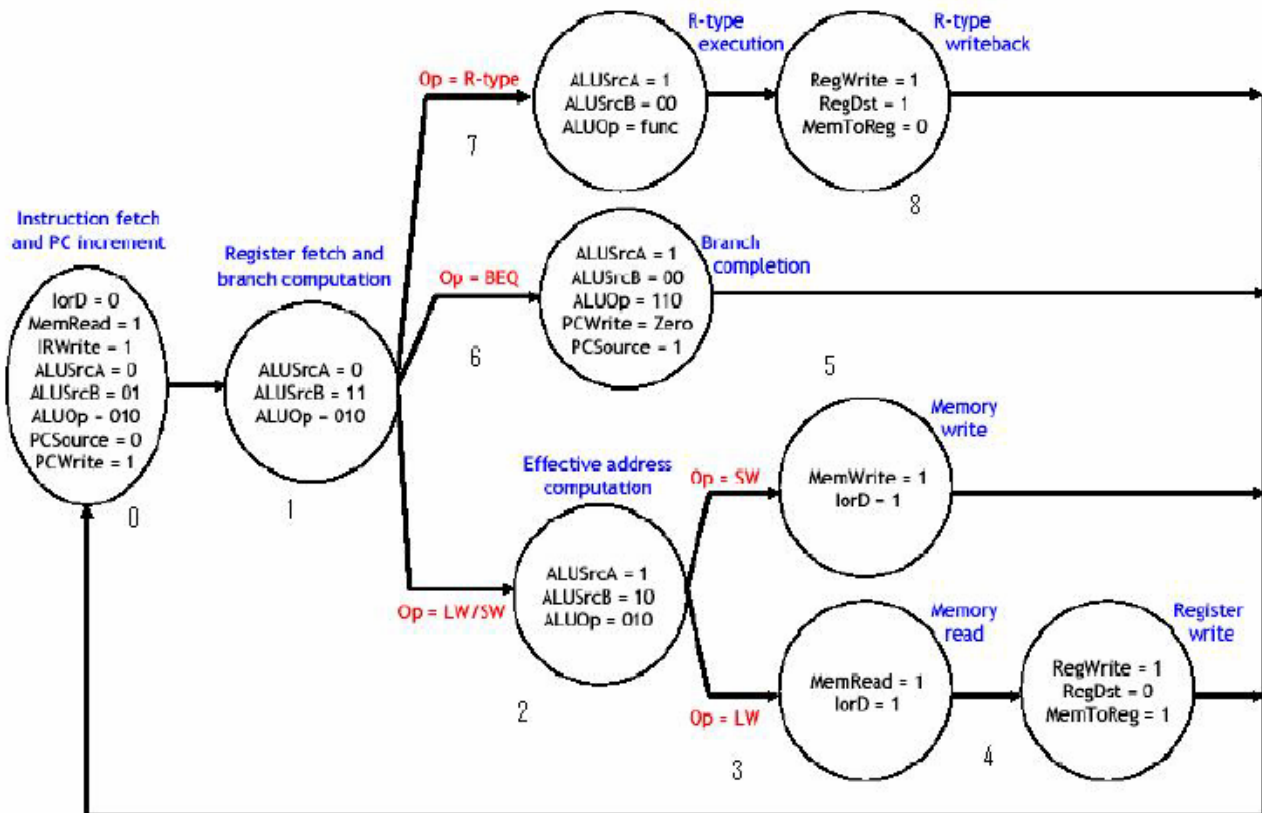 R-type
execution
R-type
writeback
Op = R-type
ALUSrcA = 1
ALUSrcB = 00
ALUOp = func
RegWrite = 1
RegDst = 1
MemToReg = 0
7
8
Instruction fetch
and PC increment
Register fetch and
branch computation
Op = BEQ
ALUSrcA = 1
ALUSrcB = 00
ALUOp = 110
PCWrite = Zero
PCSource = 1
Branch
completion
6
5
IorD = 0
MemRead = 1
IRWrite = 1
ALUSrcA = 0
ALUSrcB = 01
ALUOp = 010
PCSource = 0
PCWrite = 1
0
ALUSrcA = 0
ALUSrcB = 11
ALUOp = 010
1
Effective address
computation
Op = LW/SW
ALUSrcA = 1
ALUSrcB = 10
ALUOp = 010
2
Op = SW
Memory
write
MemWrite = 1
IorD = 1
Op = LW
Memory
read
MemRead = 1
IorD = 1
3
Register
write
RegWrite = 1
RegDst = 0
MemToReg = 1
4